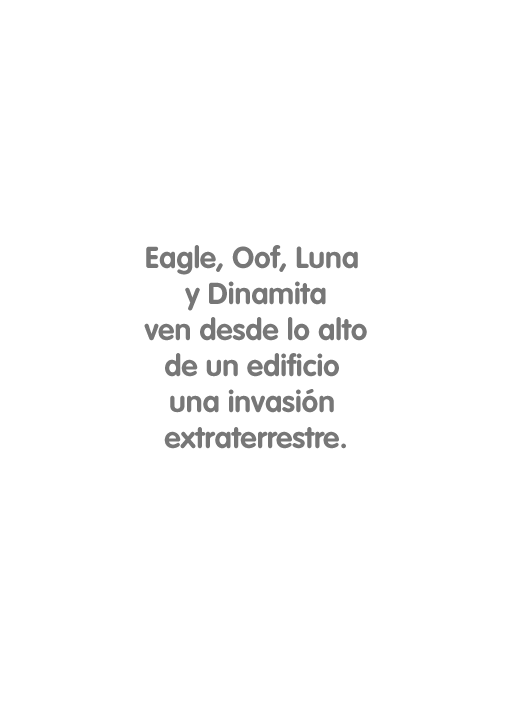 Eagle, Oof, Luna
y Dinamita
ven desde lo alto
de un edificio
una invasión
extraterrestre.